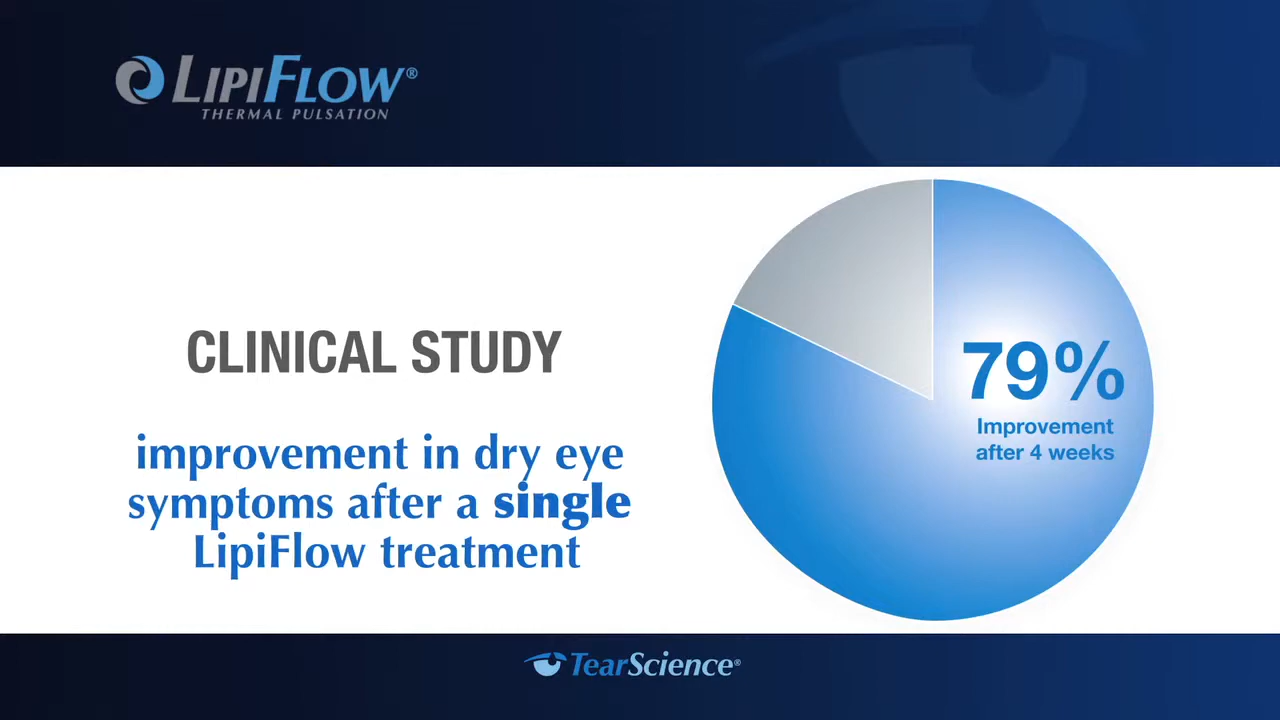 LIPIFLOW®
THERMAL PULSATION
CLINICAL STUDY
improvement in dry eye
symptoms after a single
LipiFlow treatment
79%
Improvement
after 4 weeks
TearScience®